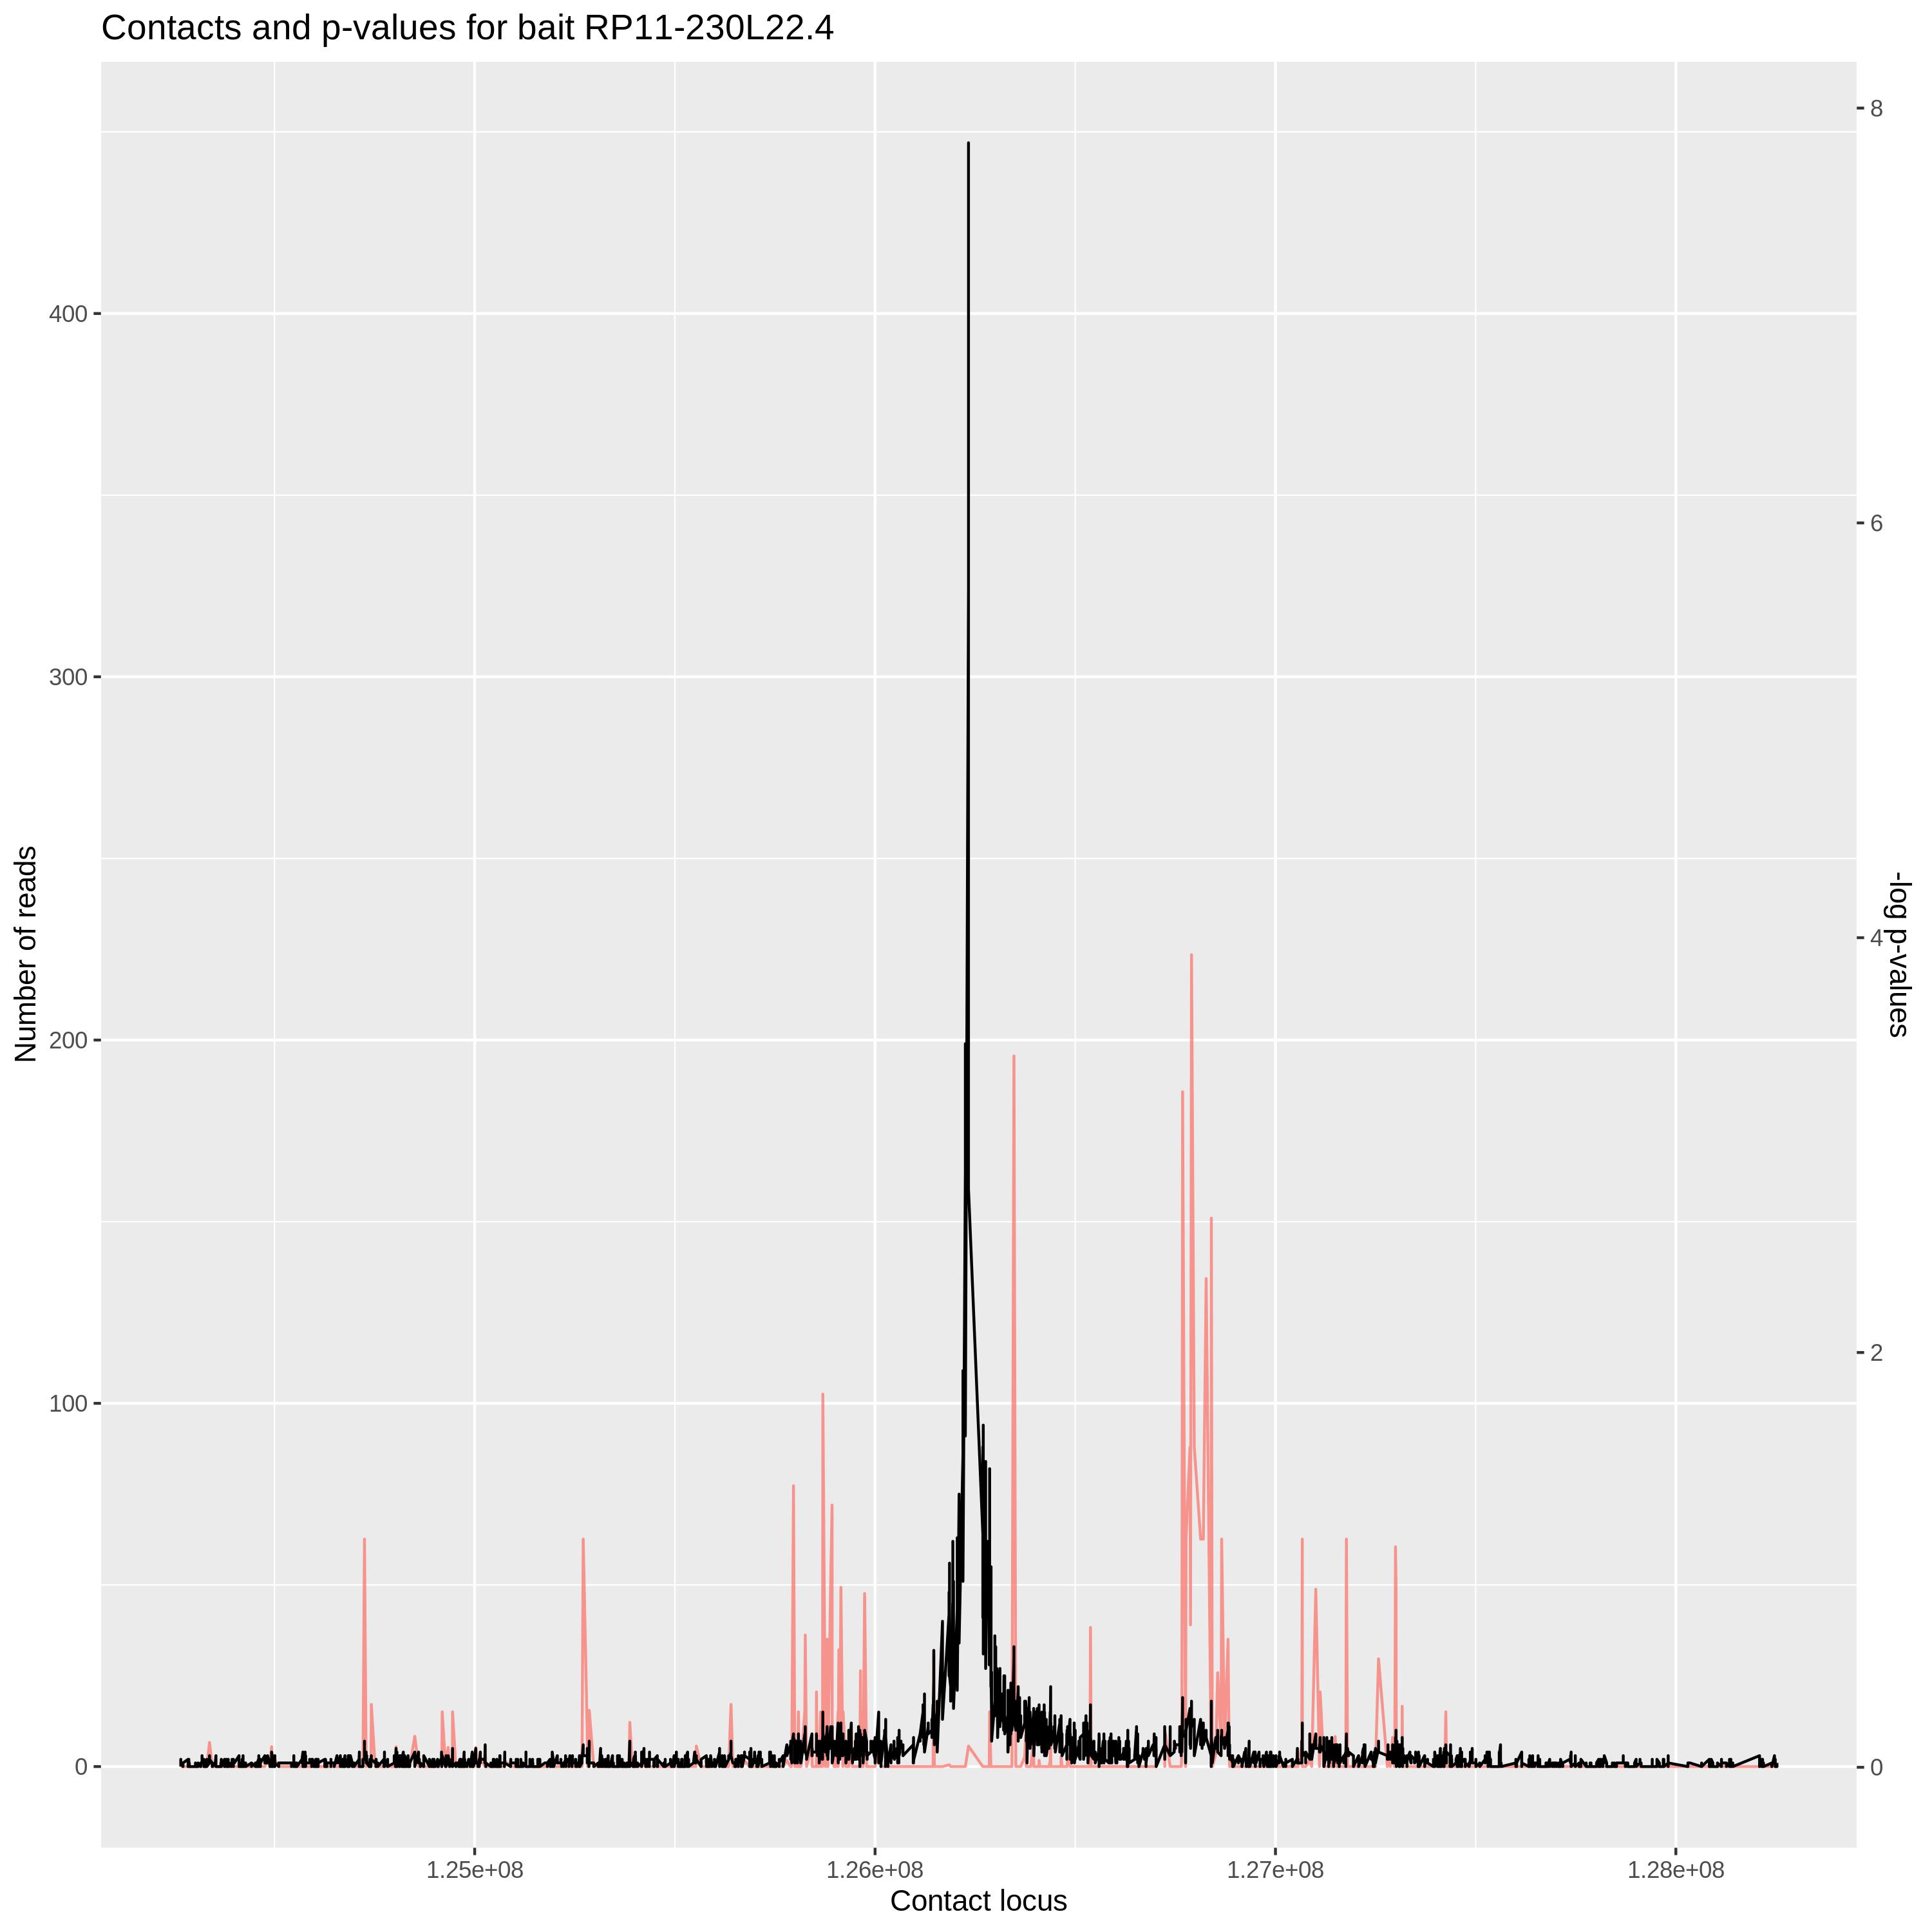 Contacts and p-values for bait RP11-230L22.4
Number of reads
400
300
200
100
0
8
6
4
2
0
-log p-values
1.25e+08
1.26e+08
1.27e+08
1.28e+08
Contact locus